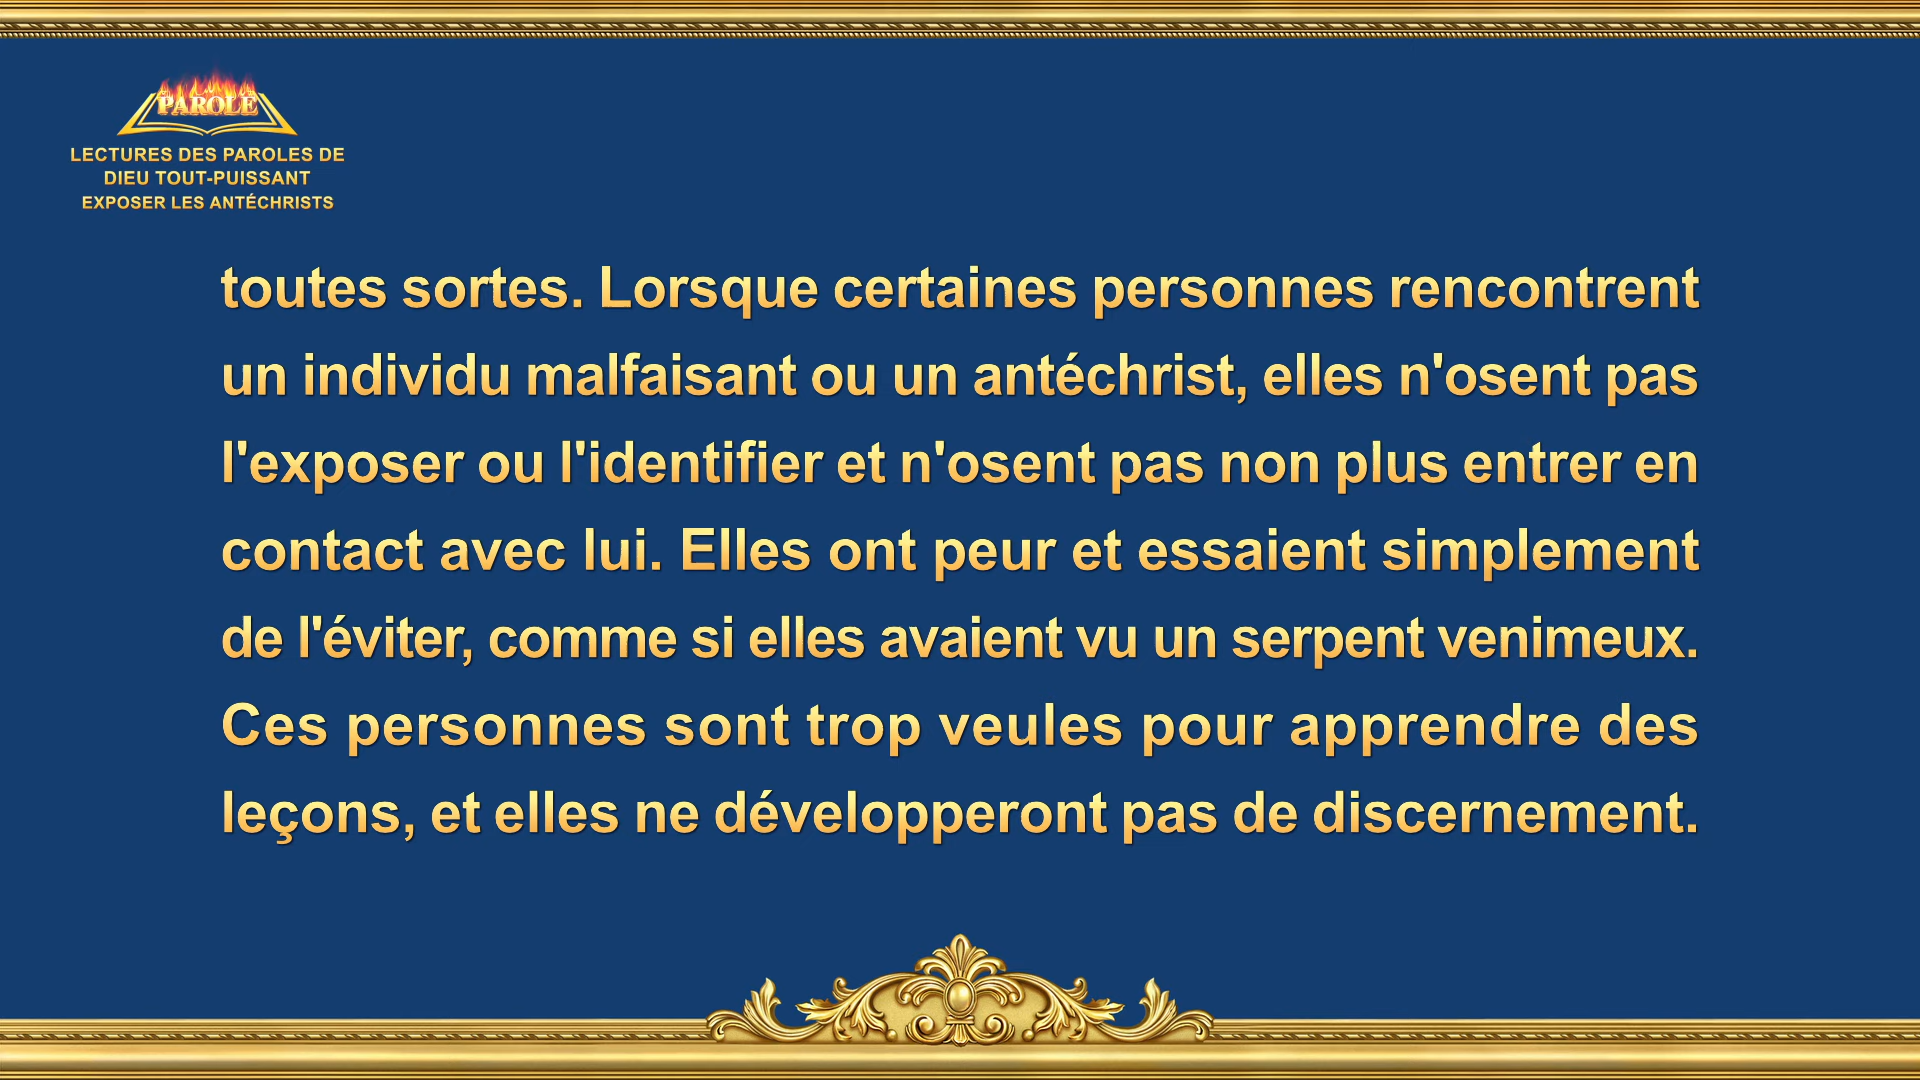 PAROLE
LECTURES DES PAROLES DE
DIEU TOUT-PUISSANT
EXPOSER LES ANTÉCHRISTS
toutes sortes. Lorsque certaines personnes rencontrent
un individu malfaisant ou un antéchrist, elles n'osent pas
l'exposer ou l'identifier et n'osent pas non plus entrer en
contact avec lui. Elles ont peur et essaient simplement
de l'éviter, comme si elles avaient vu un serpent venimeux.
Ces personnes sont trop veules pour apprendre des
leçons, et elles ne développeront pas de discernement.